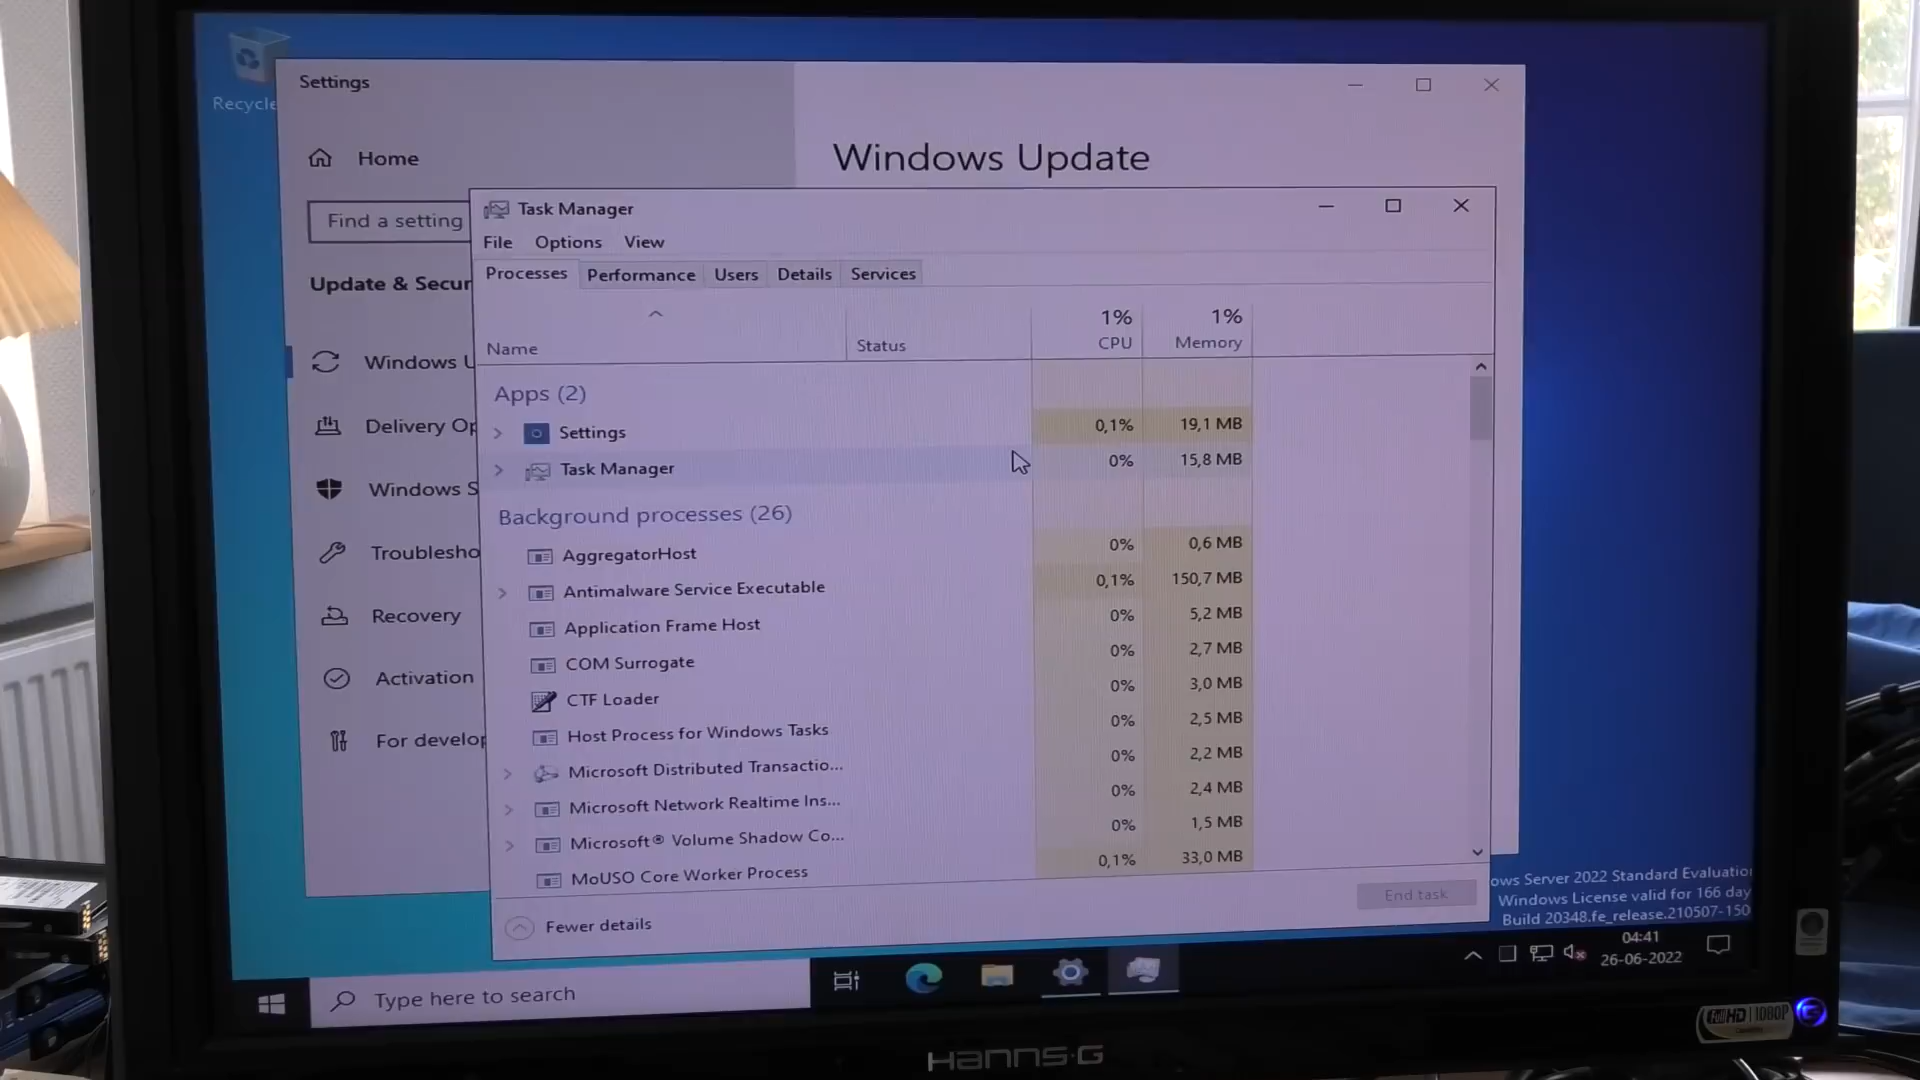 Recycle
Settings
Home
Find a setting
Update & Secur
Windows U
Delivery Op
Windows S
Troublesho
Recovery
Activation
For develop
Windows Update
Task Manager
File Options View
Processes Performance Users Details Services
1% 1%
Name Status CPU Memory
Apps (2)
Settings 0,1% 19,1 MB
Task Manager 0% 15,8 MB
Background processes (26)
AggregatorHost 0% 0,6 MB
Antimalware Service Executable 0,1% 150,7 MB
Application Frame Host 0% 5,2 MB
COM Surrogate 0% 2,7 MB
CTF Loader 0% 3,0 MB
Host Process for Windows Tasks 0% 2,5 MB
Microsoft Distributed Transactio... 0% 2,2 MB
Microsoft Network Realtime Ins... 0% 2,4 MB
Microsoft® Volume Shadow Co... 0% 1,5 MB
MoUSO Core Worker Process 0,1% 33,0 MB
Fewer details
End task
ows Server 2022 Standard Evaluatio
Windows License valid for 166 day
Build 20348.fe_release.210507-150
Type here to search
04:41
26-06-2022
Full HD 1080P
HANNS·G